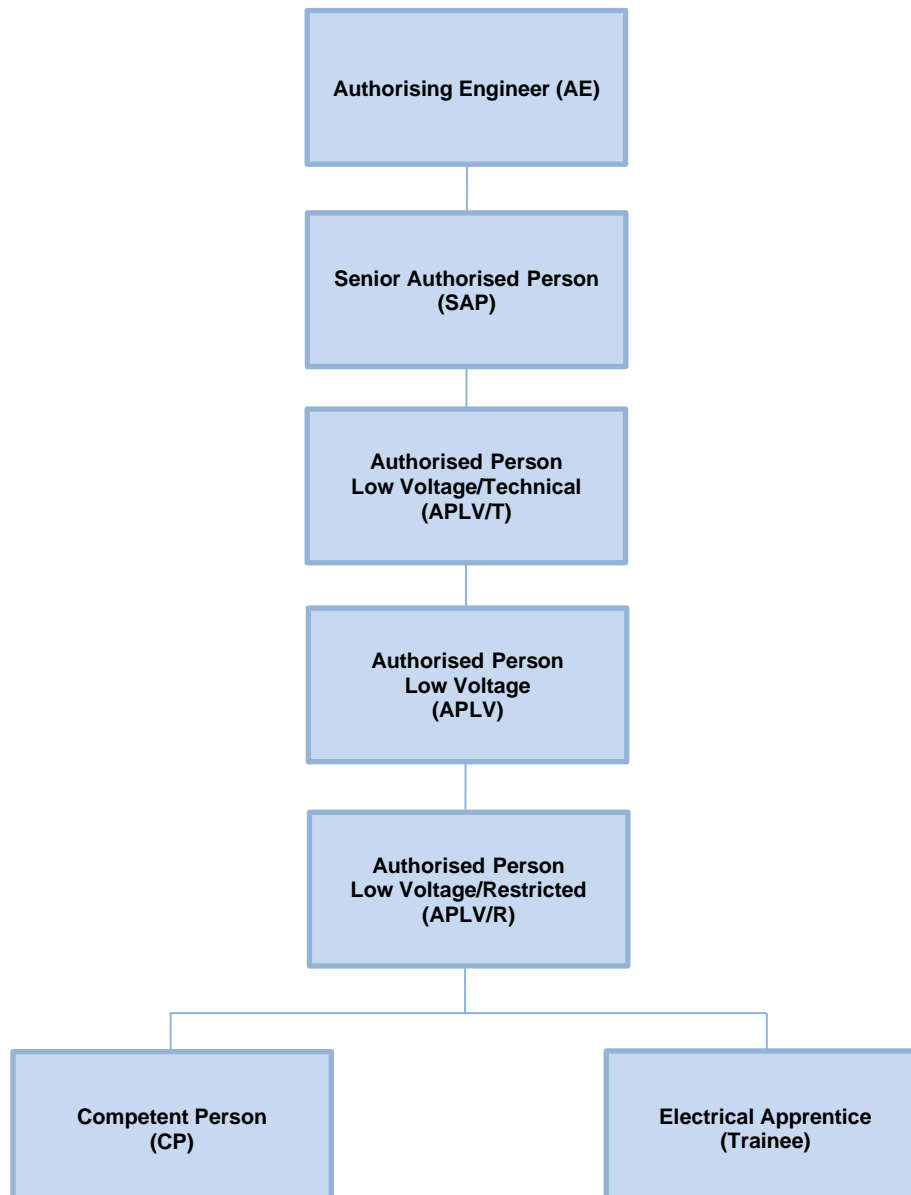 Authorising Engineer (AE)
Senior Authorised Person
(SAP)
Authorised Person
Low Voltage/Technical
(APLV/T)
Authorised Person
Low Voltage
(APLV)
Authorised Person
Low Voltage/Restricted
(APLV/R)
Competent Person
(CP)
Electrical Apprentice
(Trainee)